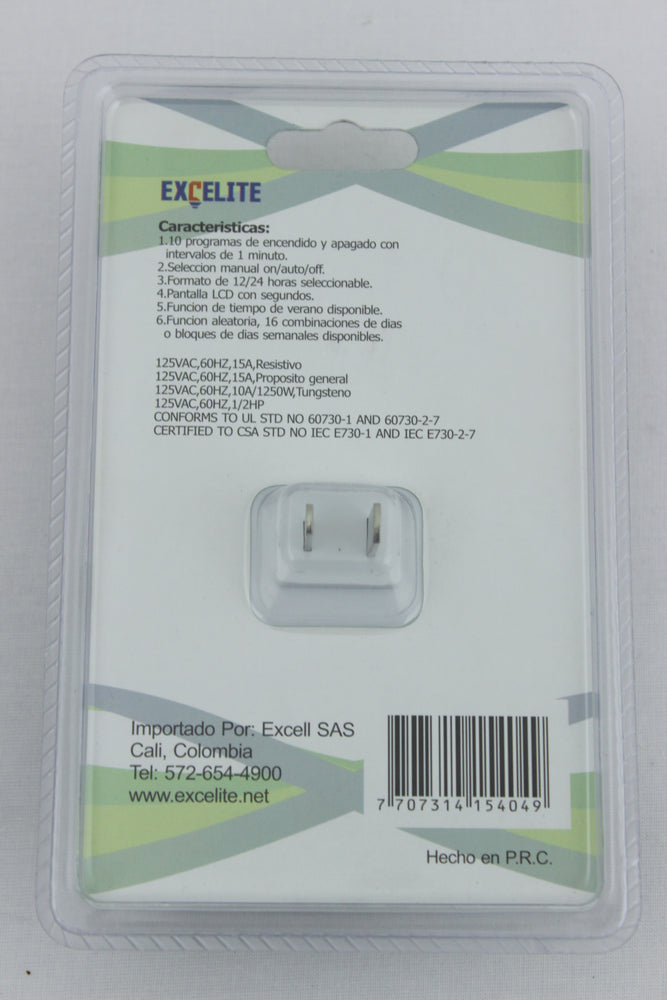 EXCELITE
Caracteristicas:
1.10 programas de encendido y apagado con
intervalos de 1 minuto.
2.Seleccion manual on/auto/off.
3.Formato de 12/24 horas seleccionable.
4.Pantalla LCD con segundos.
5.Funcion de tiempo de verano disponible.
6.Funcion aleatoria, 16 combinaciones de dias
o bloques de dias semanales disponibles.
125VAC,60HZ,15A,Resistivo
125VAC,60HZ,15A,Proposito general
125VAC,60HZ,10A/1250W,Tungsteno
125VAC,60HZ,1/2HP
CONFORMS TO UL STD NO 60730-1 AND 60730-2-7
CERTIFIED TO CSA STD NO IEC E730-1 AND IEC E730-2-7
Importado Por: Excell SAS
Cali, Colombia
Tel: 572-654-4900
www.excelite.net
7 707314 154049
Hecho en P.R.C.